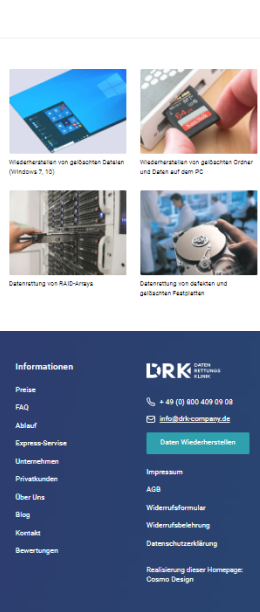 Wiederherstellen von gelöschten Dateien
(Windows 7, 10)
Wiederherstellen von gelöschten Ordner
und Daten auf dem PC
Datenrettung von RAID-Arrays
Datenrettung von defekten und
gelöschten Festplatten
Informationen
Preise
FAQ
Ablauf
Express-Servise
Unternehmen
Privatkunden
Über Uns
Blog
Kontakt
Bewertungen
DRK DATEN
RETTUNGS
KLINIK
+ 49 (0) 800 409 09 08
info@drk-company.de
Daten Wiederherstellen
Impressum
AGB
Widerrufsformular
Widerrufsbelehrung
Datenschutzerklärung
Realisierung dieser Homepage:
Cosmo Design